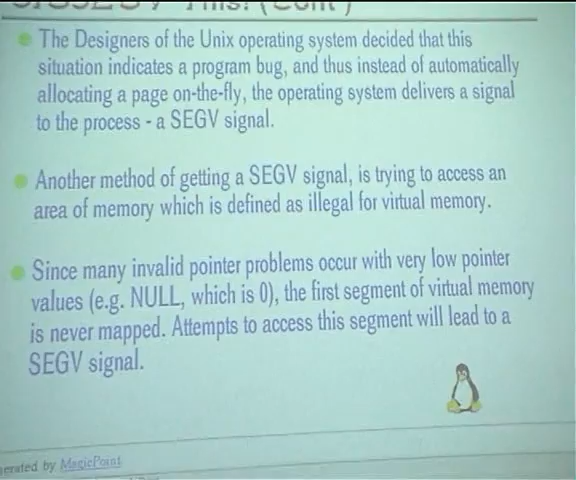 This! (Cont')
The Designers of the Unix operating system decided that this
situation indicates a program bug, and thus instead of automatically
allocating a page on-the-fly, the operating system delivers a signal
to the process - a SEGV signal.
Another method of getting a SEGV signal, is trying to access an
area of memory which is defined as illegal for virtual memory.
Since many invalid pointer problems occur with very low pointer
values (e.g. NULL, which is 0), the first segment of virtual memory
is never mapped. Attempts to access this segment will lead to a
SEGV signal.
nerated by MagicPoint